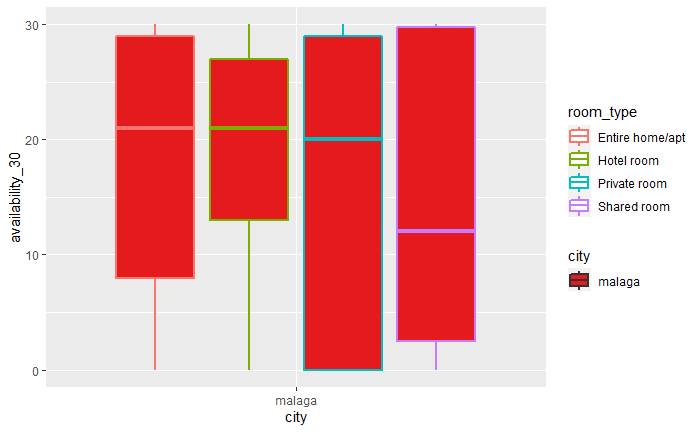 30
20
10
0
availability_30
malaga
city
room_type
Entire home/apt
Hotel room
Private room
Shared room
city
malaga